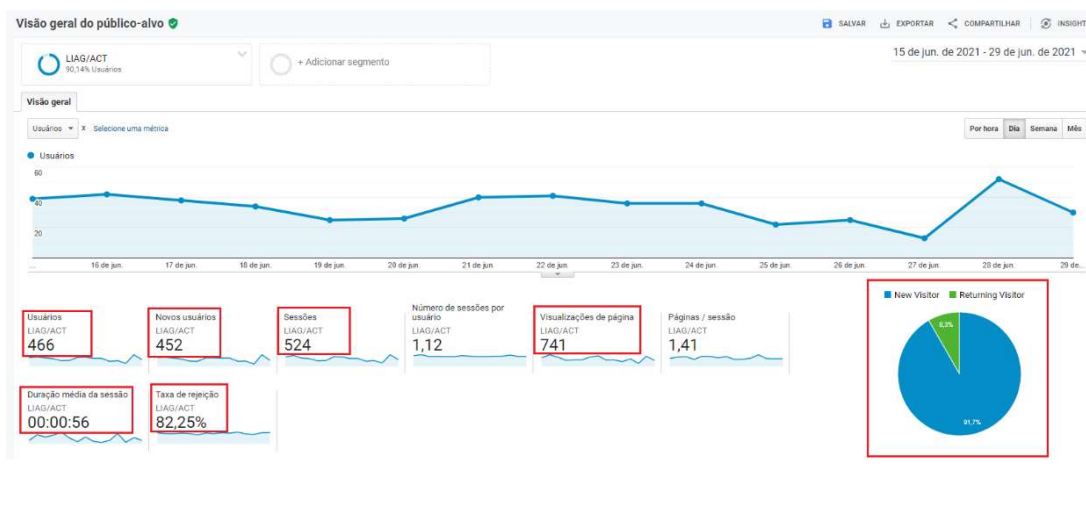 Visão geral do público-alvo
SALVAR EXPORTAR COMPARTILHAR INSIGHT
LIAG/ACT
90,14% Usuários
+ Adicionar segmento
15 de jun. de 2021 - 29 de jun. de 2021
Visão geral
Usuários X Selecione uma métrica
Por hora Dia Semana Mês
Usuários
60
40
20
... 16 de jun. 17 de jun. 18 de jun. 19 de jun. 20 de jun. 21 de jun. 22 de jun. 23 de jun. 24 de jun. 25 de jun. 26 de jun. 27 de jun. 28 de jun. 29 de...
New Visitor Returning Visitor
Usuários
LIAG/ACT
466
Novos usuários
LIAG/ACT
452
Sessões
LIAG/ACT
524
Número de sessões por
usuário
LIAG/ACT
1,12
Visualizações de página
LIAG/ACT
741
Páginas / sessão
LIAG/ACT
1,41
8,3%
91,7%
Duração média da sessão
LIAG/ACT
00:00:56
Taxa de rejeição
LIAG/ACT
82,25%